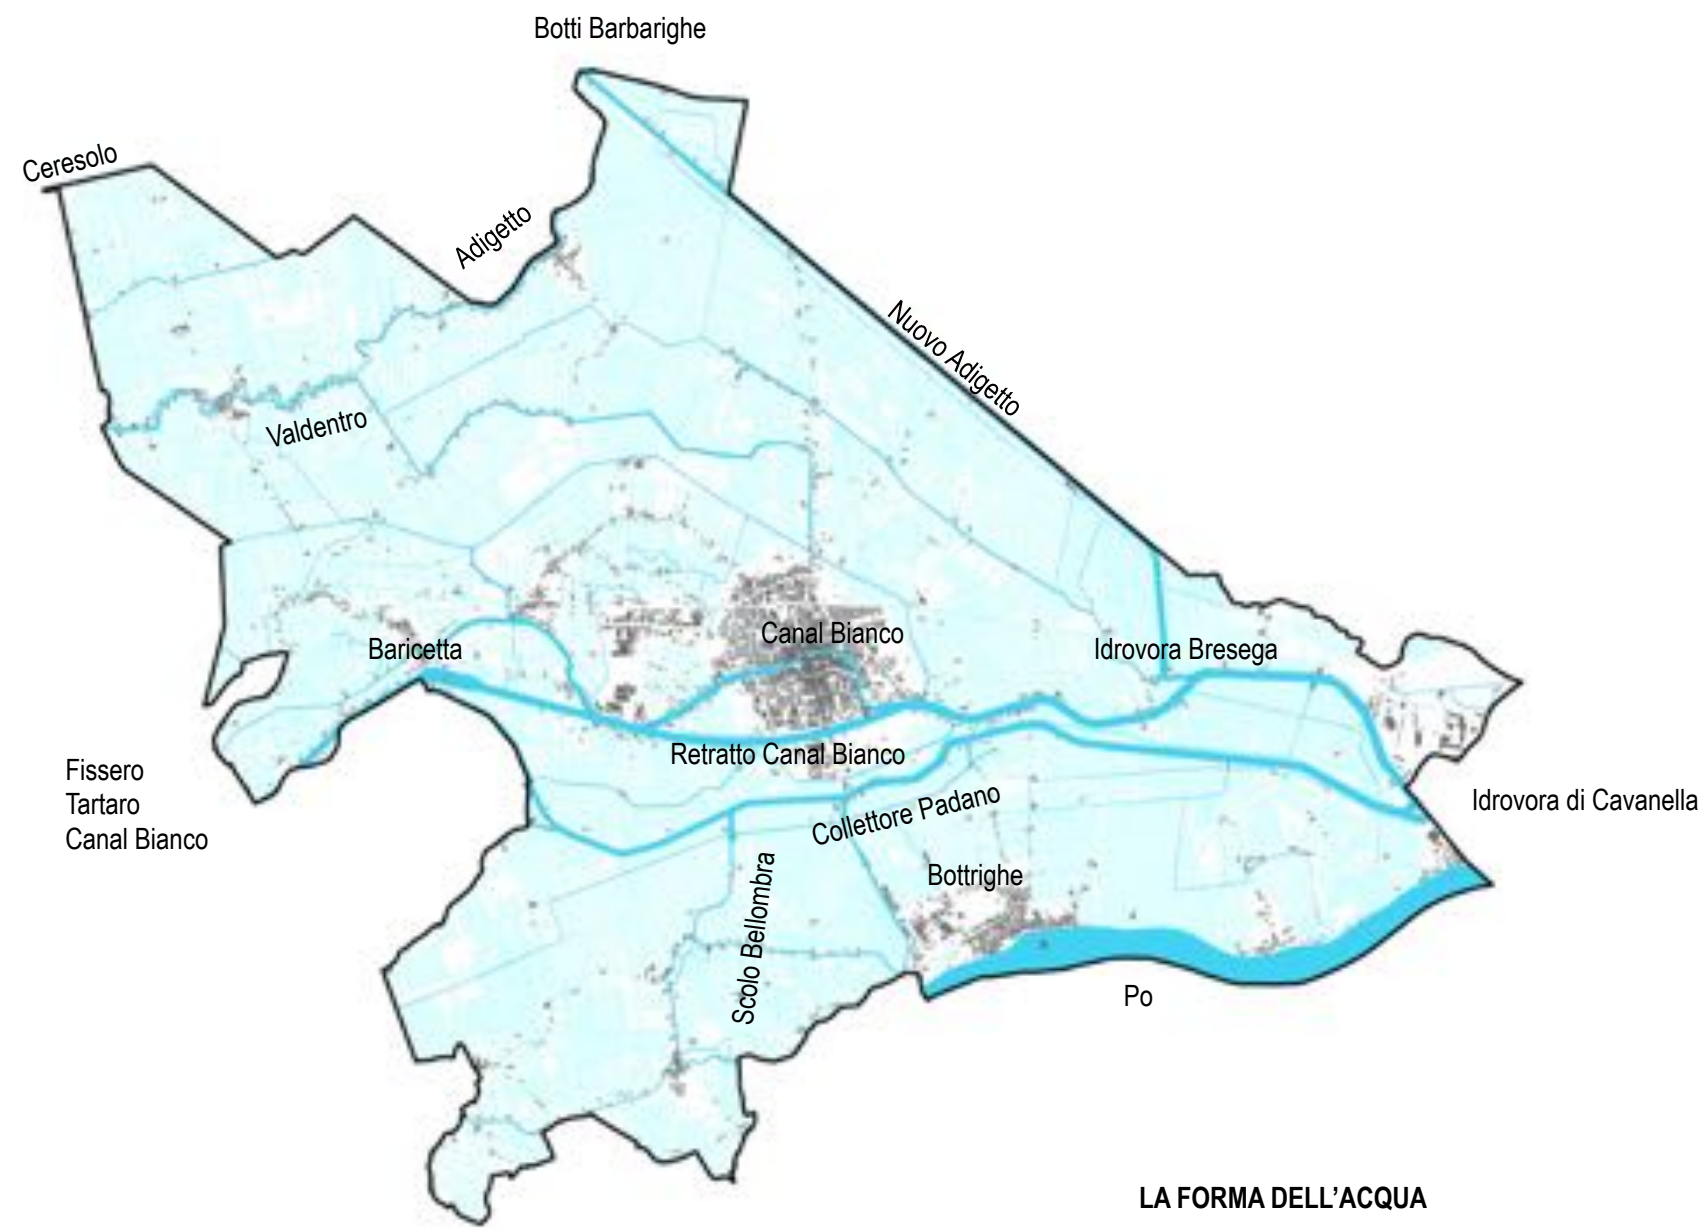 Botti Barbarighe
Ceresolo
Adigetto
Nuovo Adigetto
Valdentro
Canal Bianco
Baricetta
Idrovora Bresega
Retratto Canal Bianco
Fissero
Tartaro
Canal Bianco
Idrovora di Cavanella
Collettore Padano
Bottrighe
Scolo Bellombra
Po
LA FORMA DELL'ACQUA